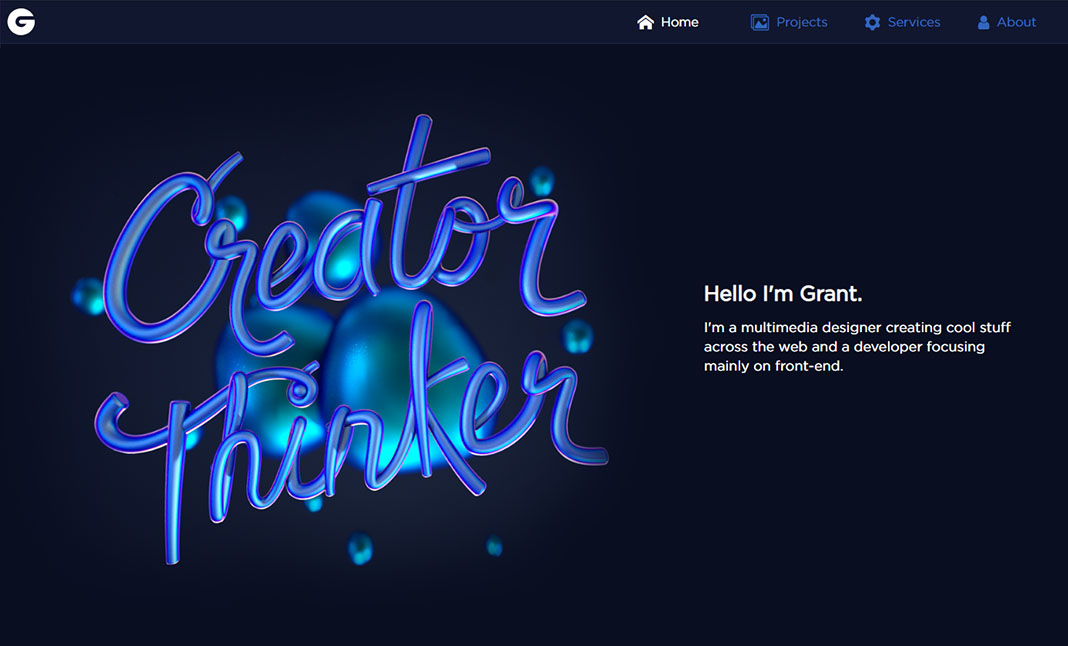 G
Home
Projects
Services
About
Creator
Thinker
Hello I'm Grant.
I'm a multimedia designer creating cool stuff
across the web and a developer focusing
mainly on front-end.